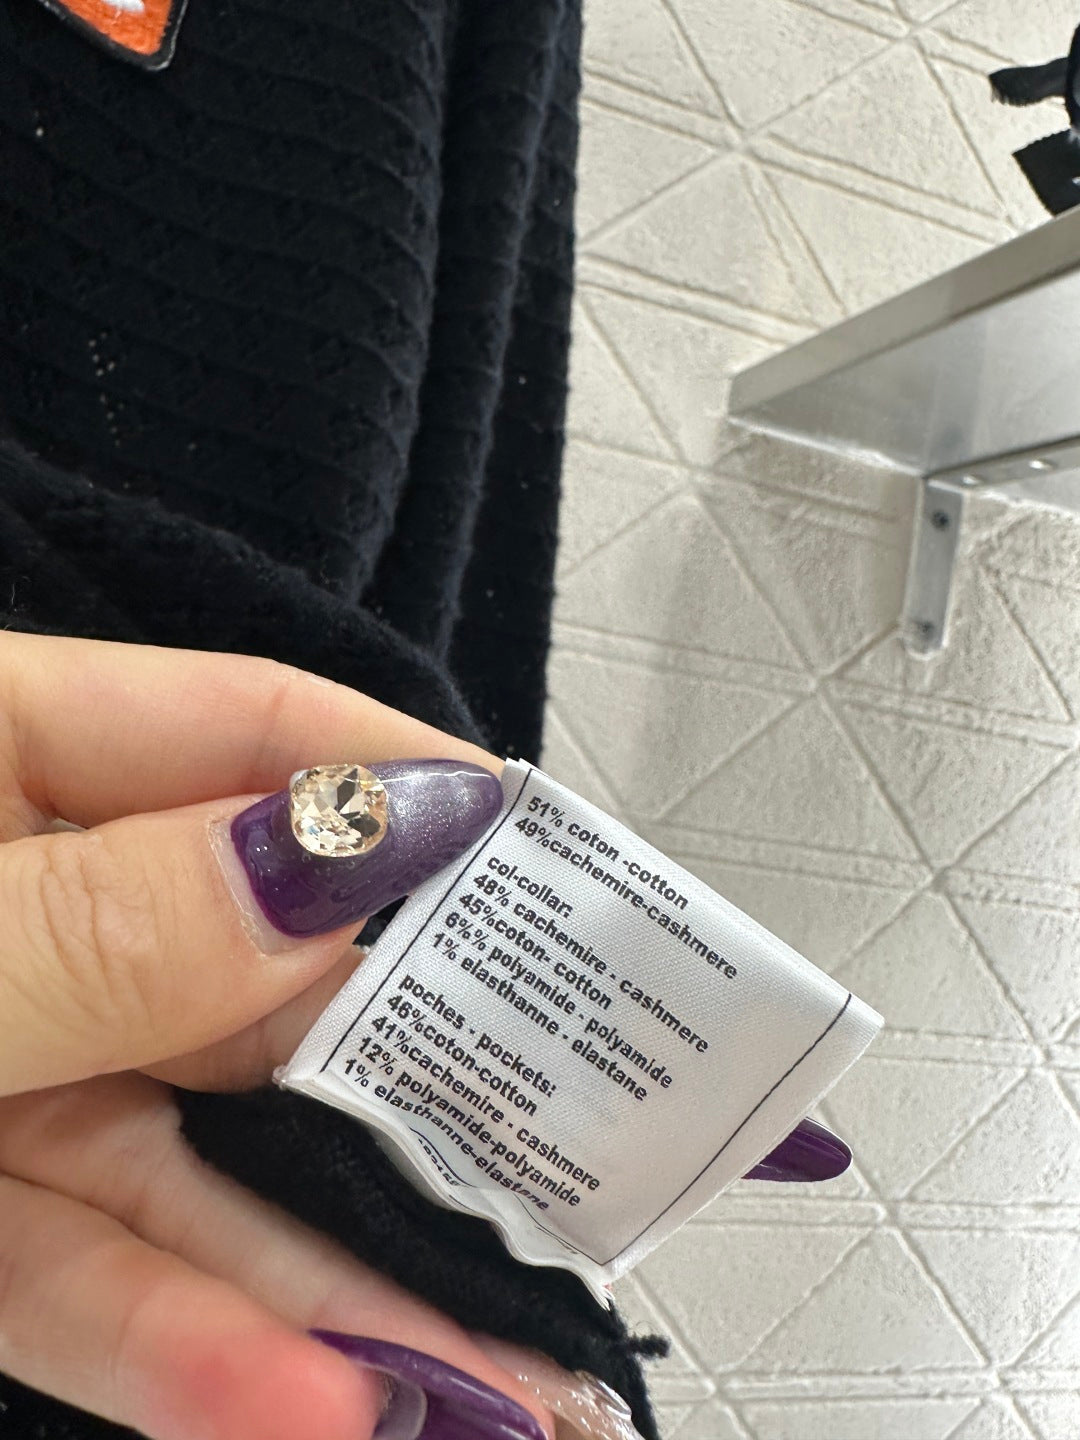 51% coton -cotton
49%cachemire-cashmere
col-collar:
48% cachemire - cashmere
45%coton- cotton
6%% polyamide - polyamide
1% elasthanne - elastane
poches - pockets:
46%coton-cotton
41%cachemire - cashmere
12% polyamide-polyamide
1% elasthanne-elastane